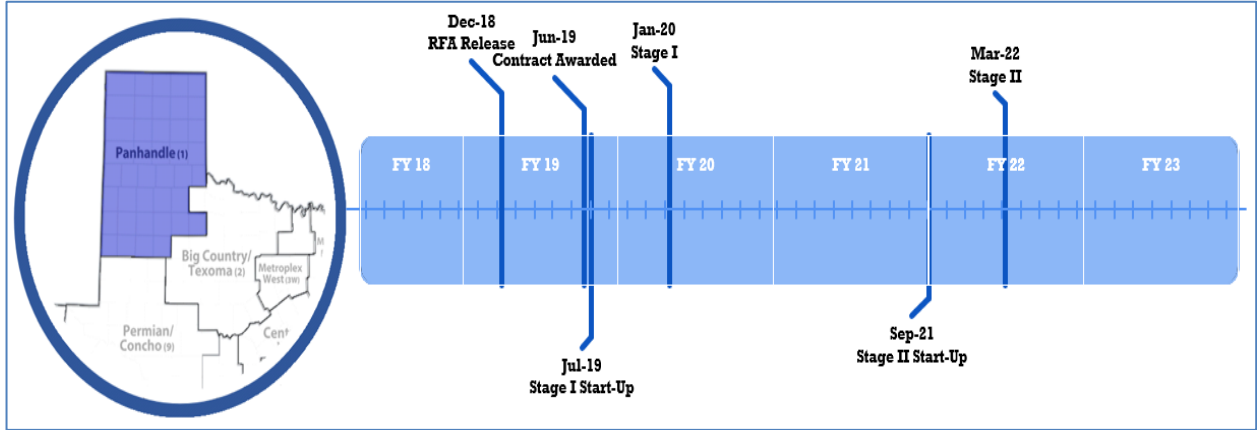 Panhandle (1)
Big Country/
Texoma (2)
Metroplex
West (3W)
M
Permian/
Concho (9)
Cent
Dec-18
RFA Release
Jun-19
Contract Awarded
Jan-20
Stage I
Mar-22
Stage II
FY 18
FY 19
FY 20
FY 21
FY 22
FY 23
Jul-19
Stage I Start-Up
Sep-21
Stage II Start-Up